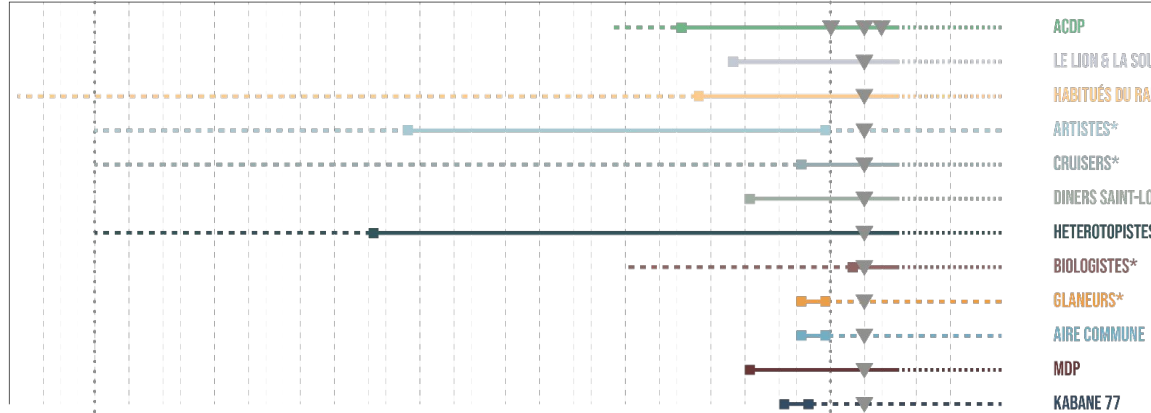 ACDP
LE LION & LA SOU
HABITUÉS DU RA
ARTISTES*
CRUISERS*
DINERS SAINT-LO
HETEROTOPISTES
BIOLOGISTES*
GLANEURS*
AIRE COMMUNE
MDP
KABANE 77